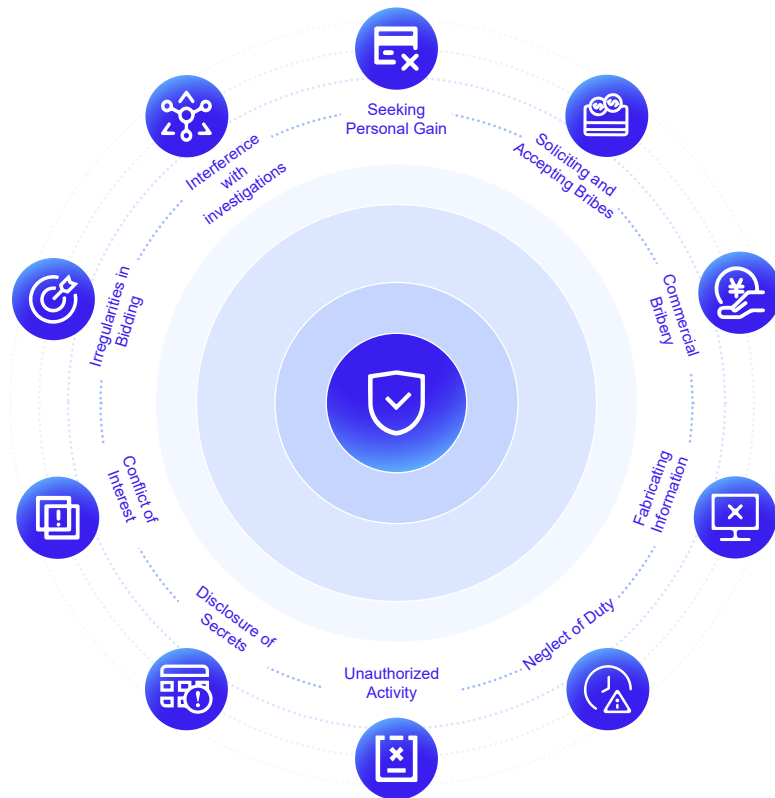 Seeking
Personal Gain
Soliciting and
Accepting Bribes
Commercial
Bribery
Fabricating
Information
Neglect of Duty
Unauthorized
Activity
Disclosure of
Secrets
Conflict of
Interest
Irregularities in
Bidding
Interference
with
investigations